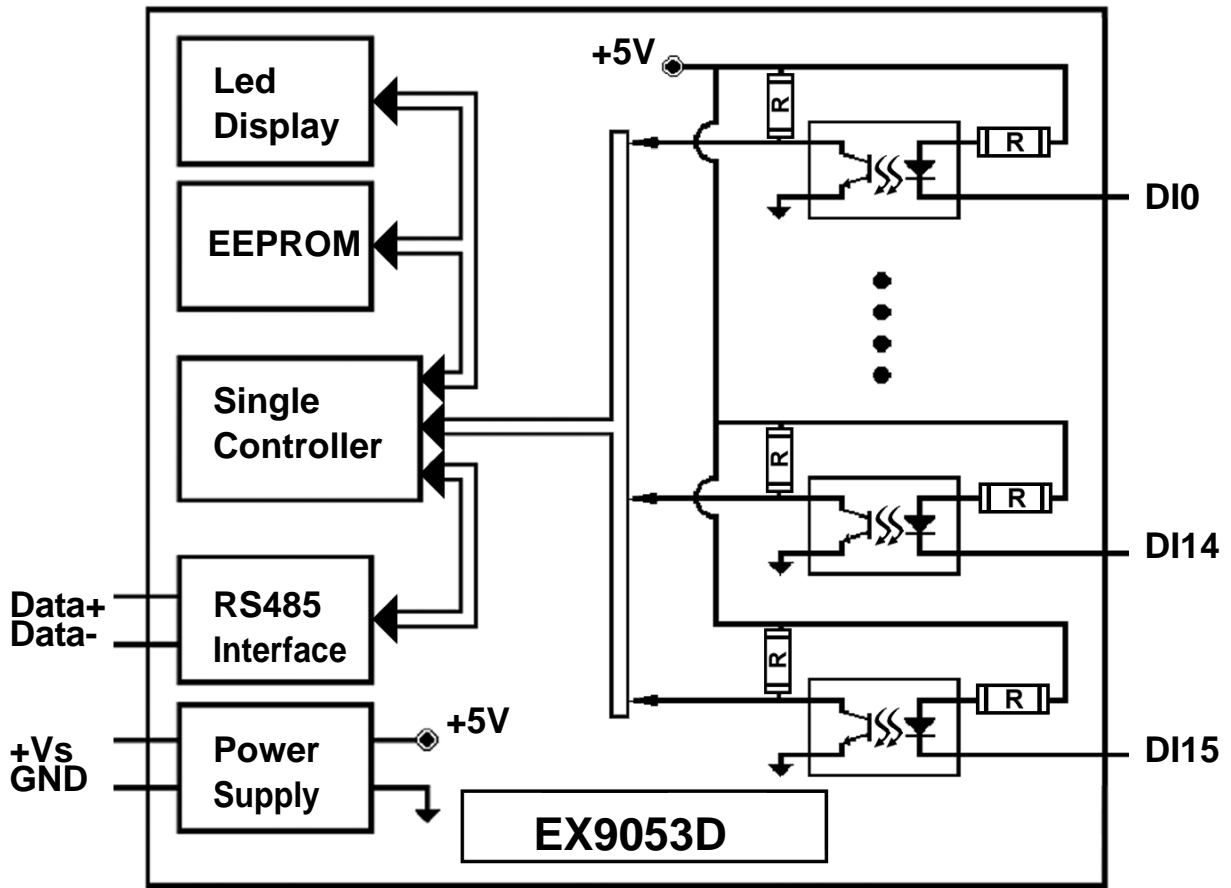 Led
Display
EEPROM
Single
Controller
RS485
Interface
Power
Supply
Data+
Data-
+Vs
GND
+5V
+5V
R
R
DI0
R
R
DI14
R
R
DI15
EX9053D